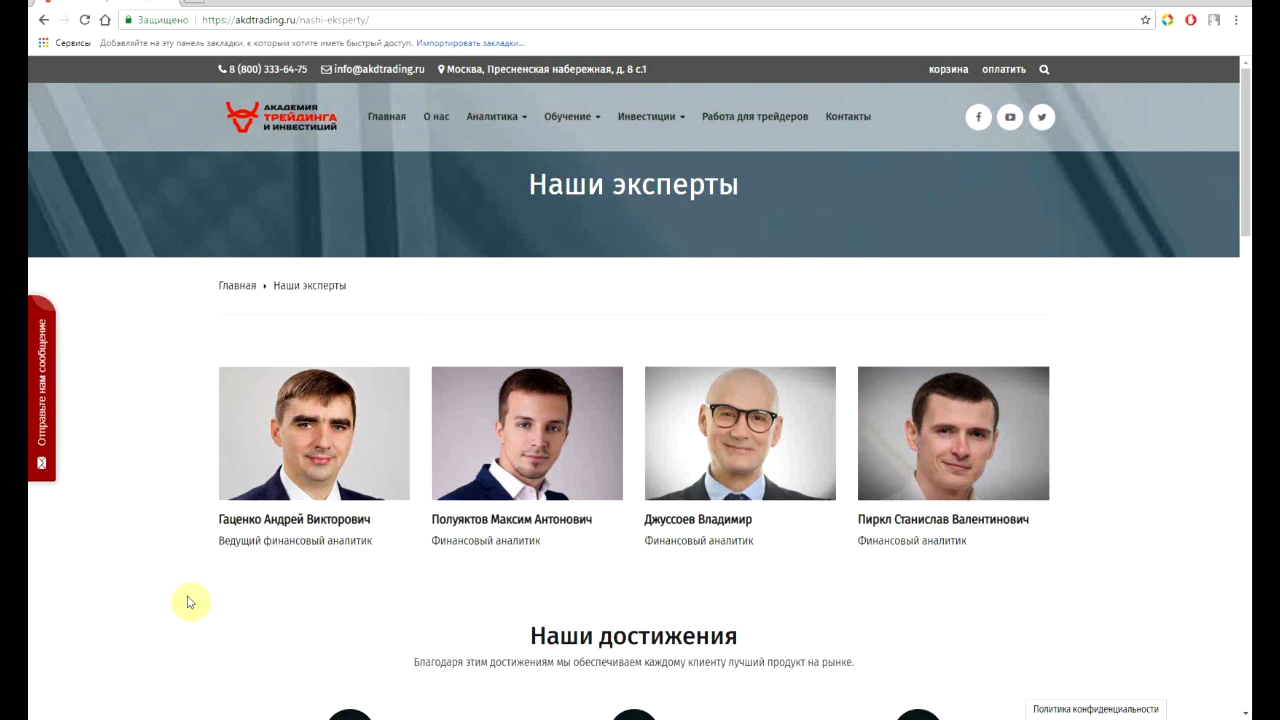 Защищено
https://akdtrading.ru/nashi-eksperty/
Сервисы Добавляйте на эту панель закладки, к которым хотите иметь быстрый доступ. Импортировать закладки...
8 (800) 333-64-75 info@akdtrading.ru Москва, Пресненская набережная, д. 8 с.1 корзина оплатить
АКАДЕМИЯ
ТРЕЙДИНГА
И ИНВЕСТИЦИЙ
Главная О нас Аналитика Обучение Инвестиции Работа для трейдеров Контакты
Наши эксперты
Главная Наши эксперты
Отправьте нам сообщение
Гаценко Андрей Викторович
Ведущий финансовый аналитик
Полуяктов Максим Антонович
Финансовый аналитик
Джуссоев Владимир
Финансовый аналитик
Пиркл Станислав Валентинович
Финансовый аналитик
Наши достижения
Благодаря этим достижениям мы обеспечиваем каждому клиенту лучший продукт на рынке.
Политика конфиденциальности